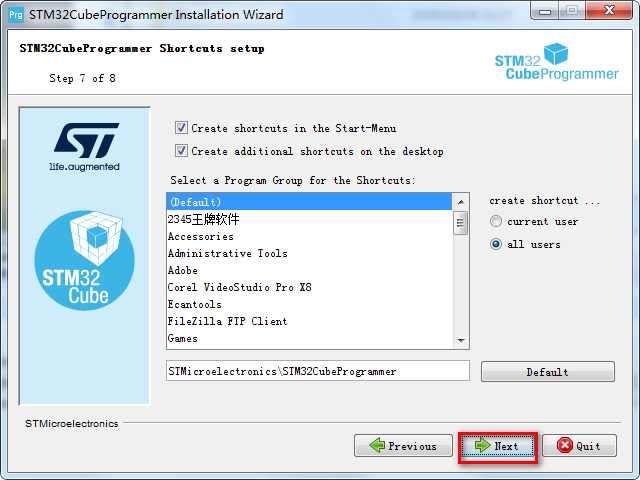 Prg STM32CubeProgrammer Installation Wizard
STM32CubeProgrammer Shortcuts setup
Step 7 of 8
STM32
CubeProgrammer
ST
life.augmented
STM32
Cube
Create shortcuts in the Start-Menu
Create additional shortcuts on the desktop
Select a Program Group for the Shortcuts:
(Default)
2345王牌软件
Accessories
Administrative Tools
Adobe
Corel VideoStudio Pro X8
Ecantools
FileZilla FTP Client
Games
create shortcut ...
current user
all users
STMicroelectronics\STM32CubeProgrammer
Default
STMicroelectronics
Previous
Next
Quit